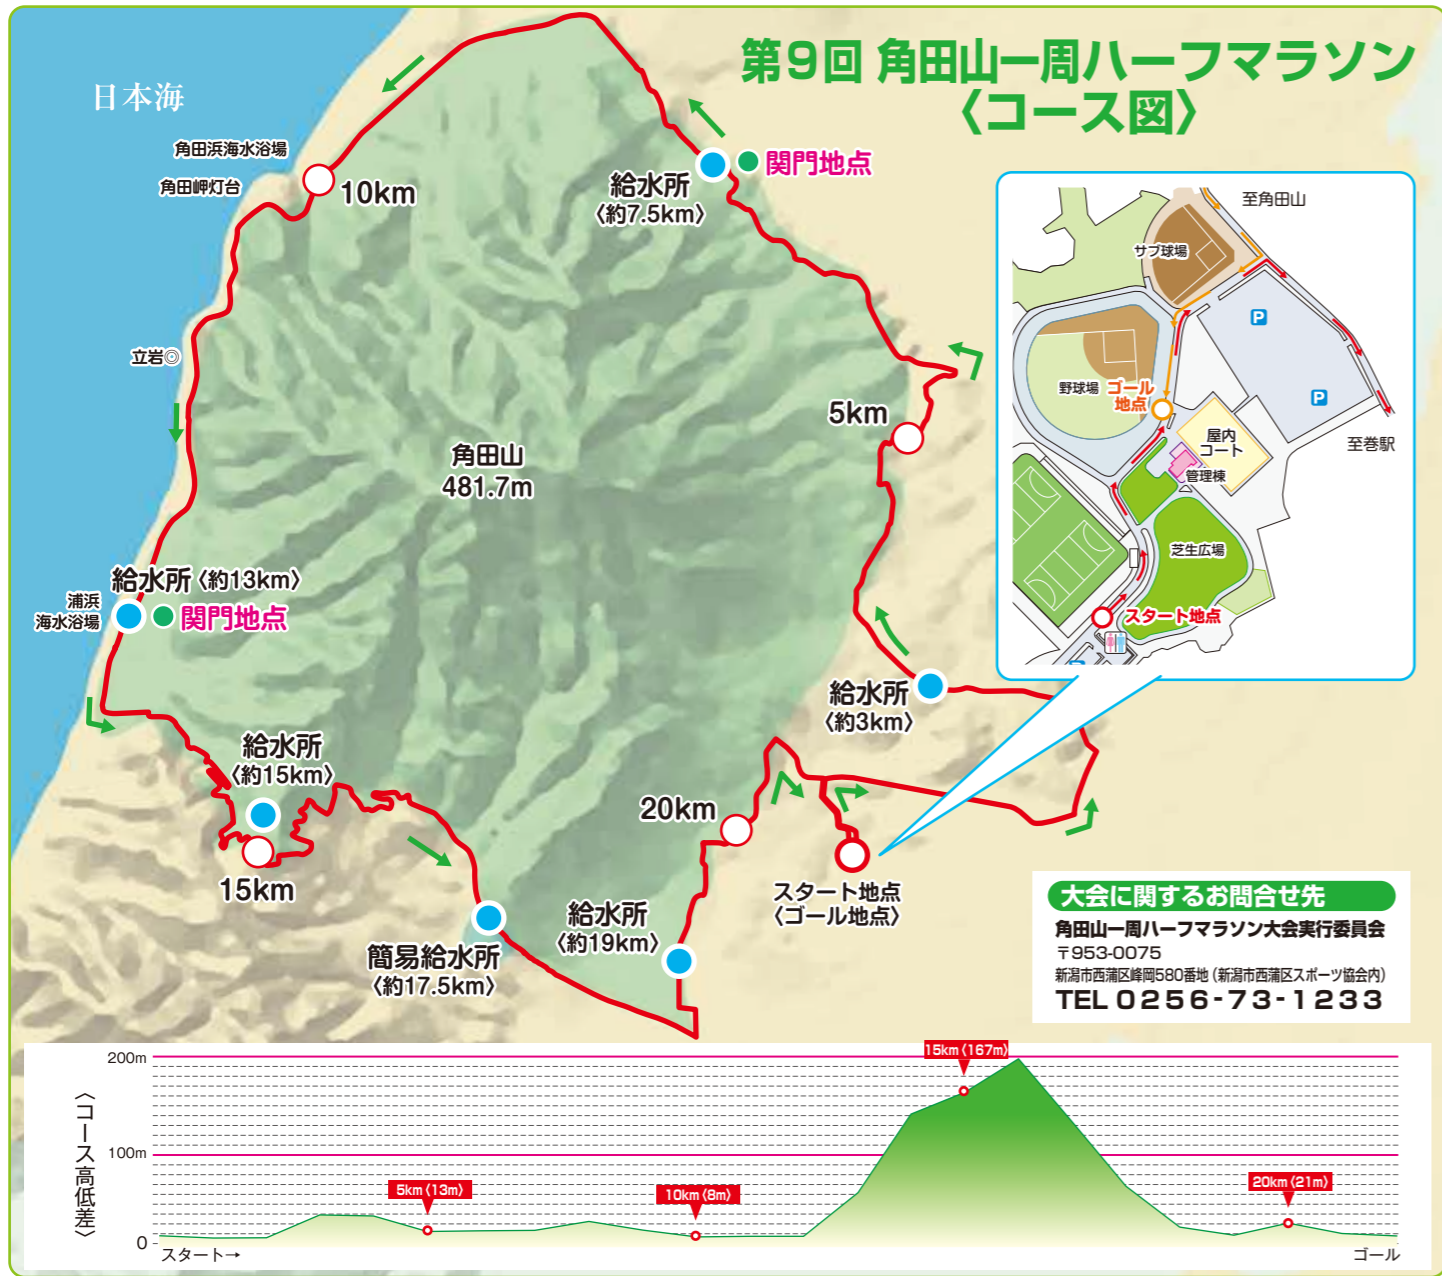 第9回 角田山一周ハーフマラソン
〈コース図〉
日本海
角田浜海水浴場
角田岬灯台
10km
給水所
〈約7.5km〉
関門地点
立岩◎
5km
角田山
481.7m
給水所〈約13km〉
浦浜
海水浴場
関門地点
給水所
〈約3km〉
給水所
〈約15km〉
15km
20km
簡易給水所
〈約17.5km〉
給水所
〈約19km〉
スタート地点
〈ゴール地点〉
至角田山
サブ球場
P
野球場
ゴール
地点
P
屋内
コート
至巻駅
管理棟
芝生広場
スタート地点
大会に関するお問合せ先
角田山一周ハーフマラソン大会実行委員会
〒953-0075
新潟市西蒲区峰岡580番地（新潟市西蒲区スポーツ協会内）
TEL 0256-73-1233
〈コース高低差〉
200m
100m
0
5km〈13m〉
10km〈8m〉
15km〈167m〉
20km〈21m〉
スタート→
ゴール